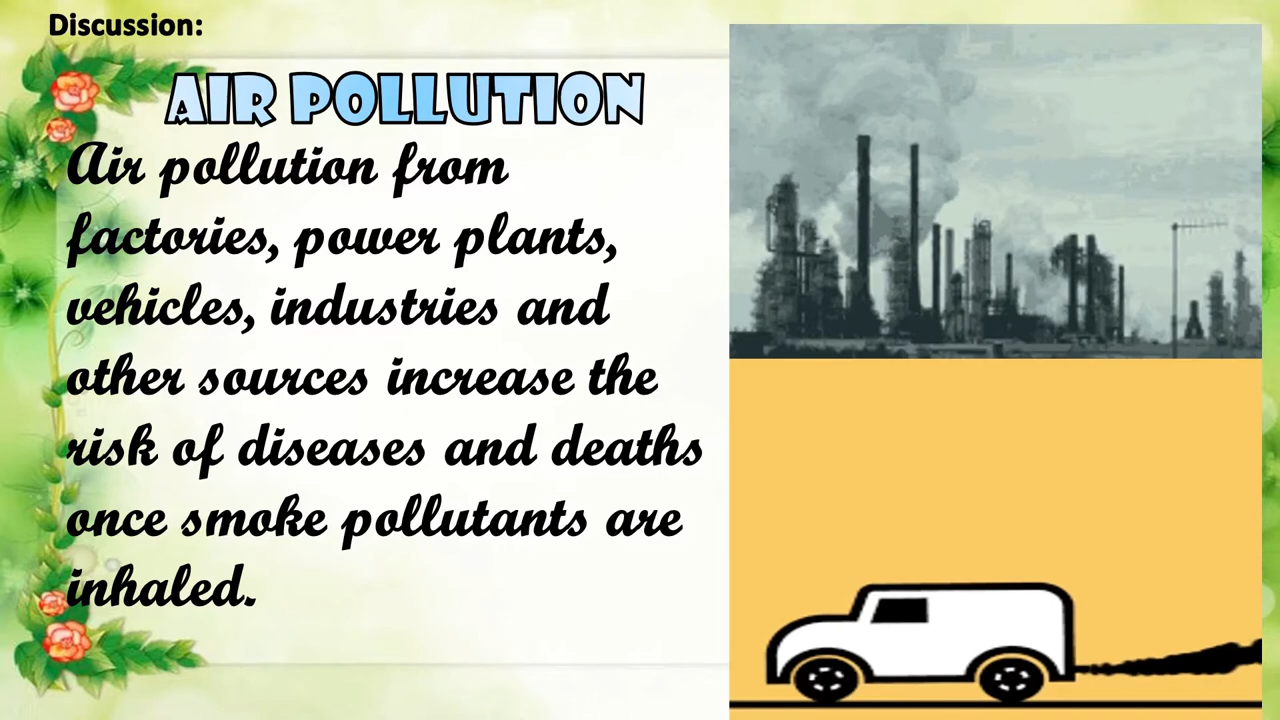 Discussion:
AIR POLLUTION
Air pollution from
factories, power plants,
vehicles, industries and
other sources increase the
risk of diseases and deaths
once smoke pollutants are
inhaled.